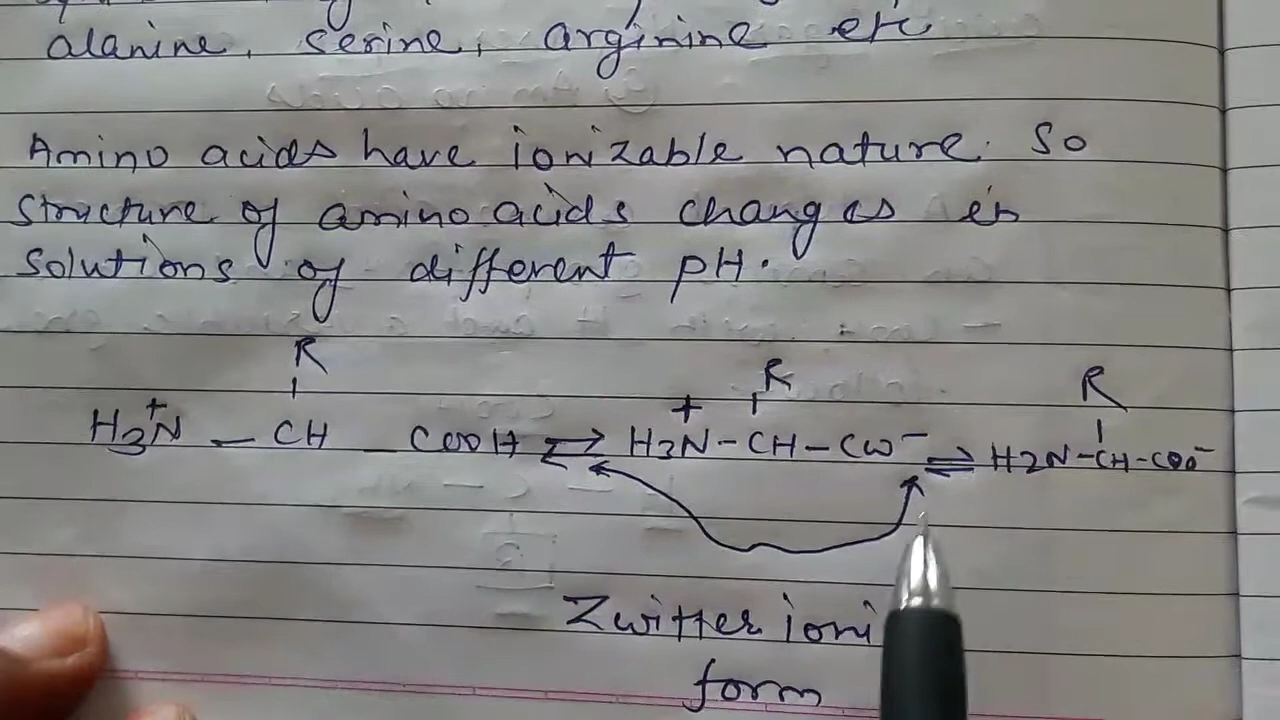 alanine, serine, arginine etc
Amino acids have ionizable nature. So
structure of amino acids changes in
solutions of different pH.
R R R
H3N+ – CH – COOH ⇌ H3N+ – CH – COO– ⇌ H2N – CH – COO–
Zwitter ioni
form